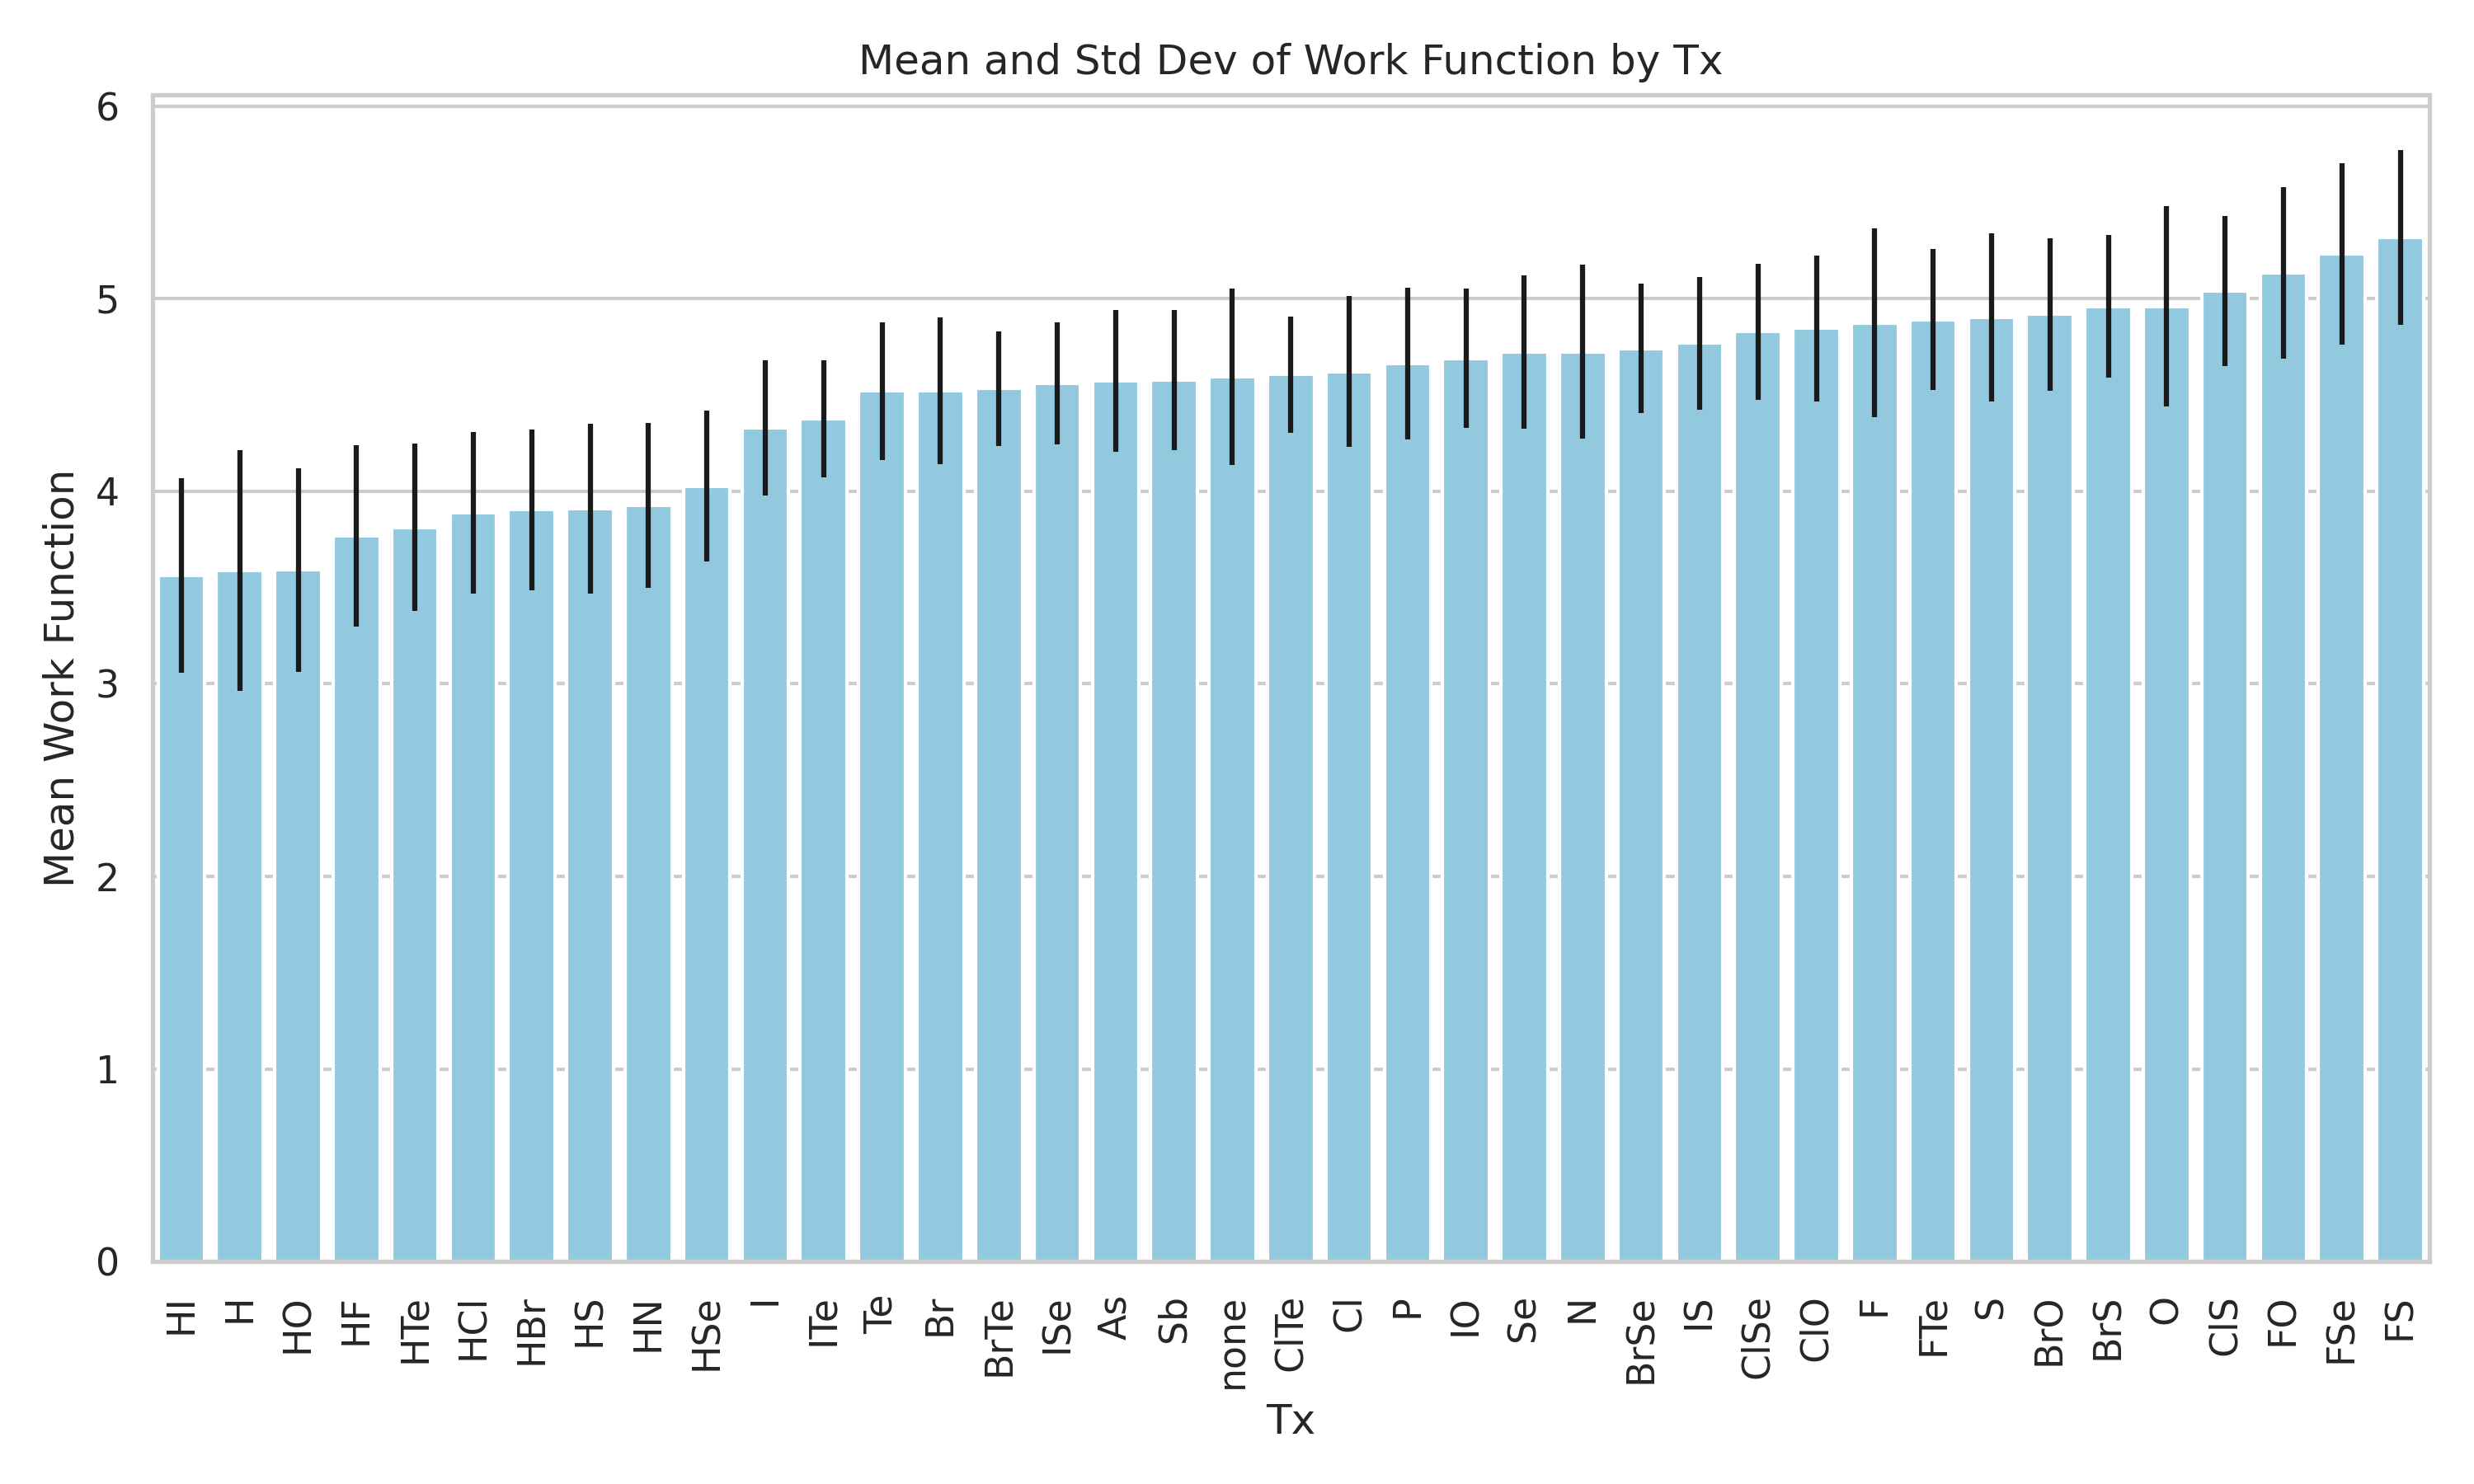 Mean and Std Dev of Work Function by Tx
Mean Work Function
6
5
4
3
2
1
0
HI
H
HO
HF
HTe
HCl
HBr
HS
HN
HSe
I
ITe
Te
Br
BrTe
ISe
As
Sb
none
ClTe
Cl
P
IO
Se
N
BrSe
IS
ClSe
ClO
F
FTe
S
BrO
BrS
O
ClS
FO
FSe
FS
Tx